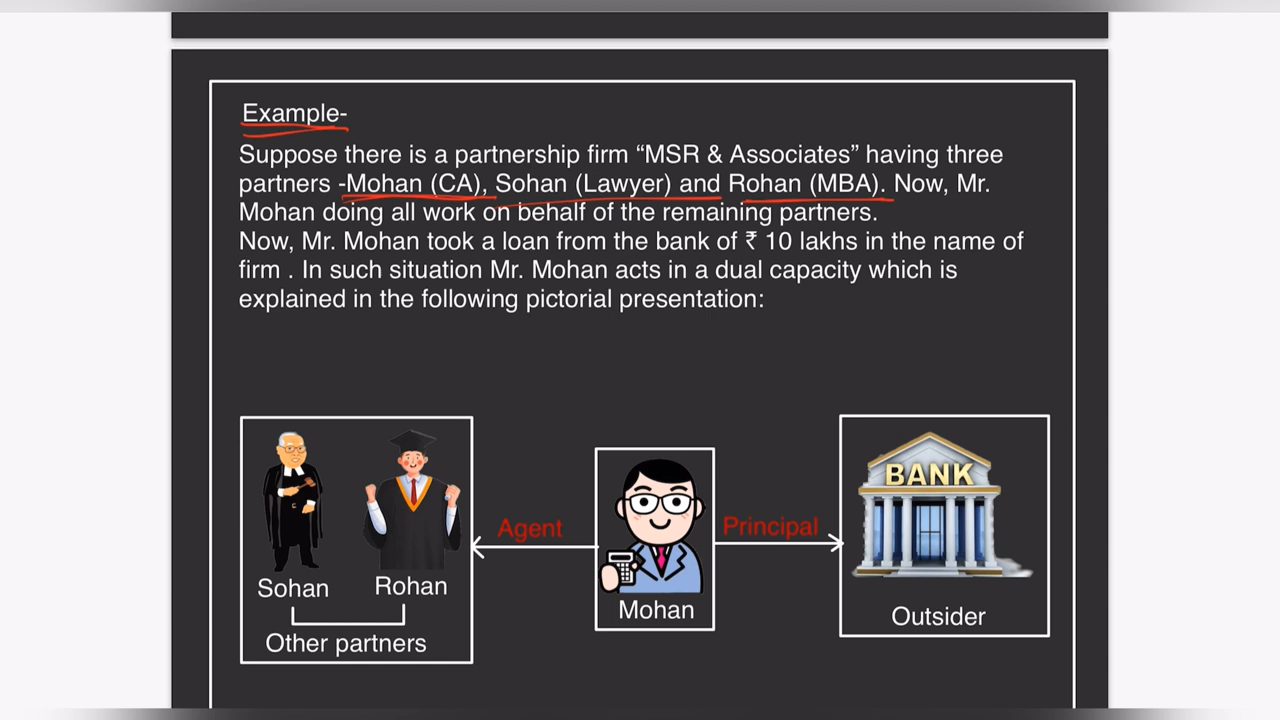 Example-
Suppose there is a partnership firm “MSR & Associates” having three
partners -Mohan (CA), Sohan (Lawyer) and Rohan (MBA). Now, Mr.
Mohan doing all work on behalf of the remaining partners.
Now, Mr. Mohan took a loan from the bank of ₹ 10 lakhs in the name of
firm . In such situation Mr. Mohan acts in a dual capacity which is
explained in the following pictorial presentation:
BANK
Agent
Principal
Sohan
Rohan
Mohan
Outsider
Other partners